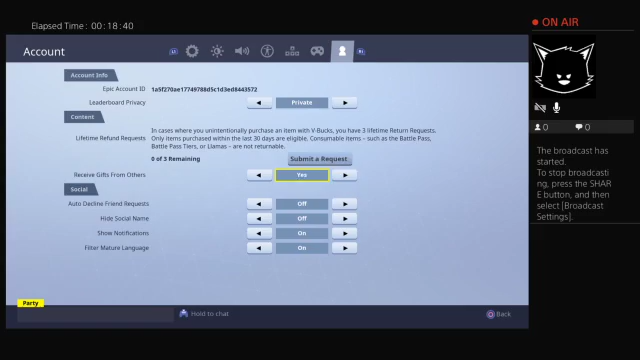 Elapsed Time : 00:18:40
ON AIR
Account
L1
R1
Account Info
Epic Account ID
1a5f270ae17749788d5c1d3ed8443572
Leaderboard Privacy
Private
Content
Lifetime Refund Requests
In cases where you unintentionally purchase an item with V-Bucks, you have 3 lifetime Return Requests.
Only items purchased within the last 30 days are eligible. Consumable items – such as the Battle Pass,
Battle Pass Tiers, or Llamas – are not returnable.
0 of 3 Remaining
Submit a Request
Receive Gifts From Others
Yes
Social
Auto Decline Friend Requests
Off
Hide Social Name
Off
Show Notifications
On
Filter Mature Language
On
Party
Hold to chat
Back
0
0
The broadcast has
started.
To stop broadcasti
ng, press the SHAR
E button, and then
select [Broadcast
Settings].